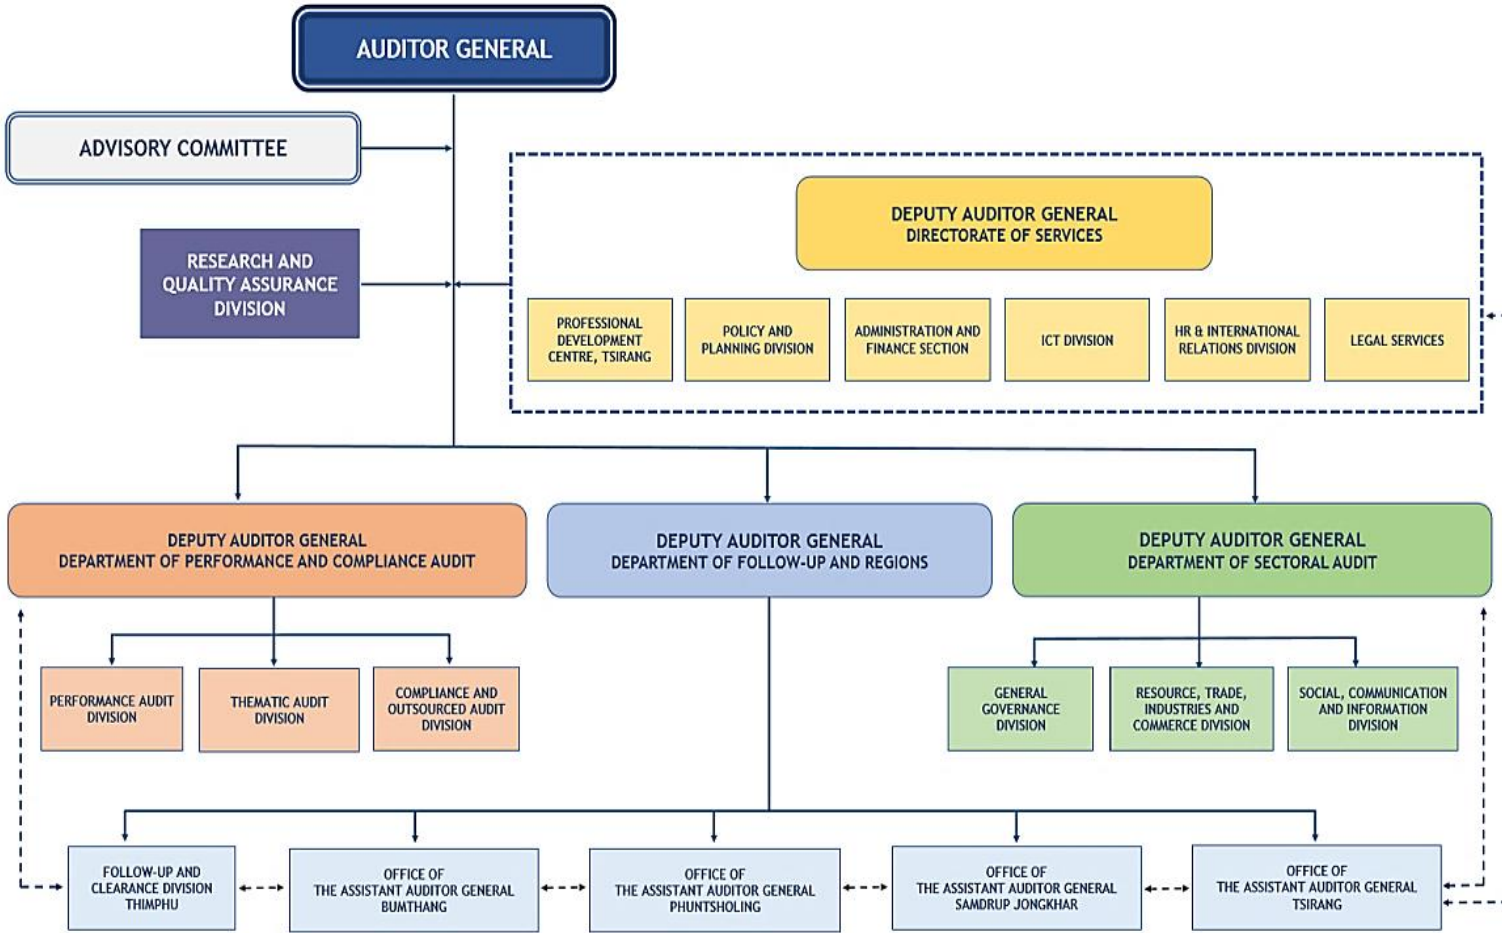 AUDITOR GENERAL
ADVISORY COMMITTEE
RESEARCH AND
QUALITY ASSURANCE
DIVISION
DEPUTY AUDITOR GENERAL
DIRECTORATE OF SERVICES
PROFESSIONAL
DEVELOPMENT
CENTRE, TSIRANG
POLICY AND
PLANNING DIVISION
ADMINISTRATION AND
FINANCE SECTION
ICT DIVISION
HR & INTERNATIONAL
RELATIONS DIVISION
LEGAL SERVICES
DEPUTY AUDITOR GENERAL
DEPARTMENT OF PERFORMANCE AND COMPLIANCE AUDIT
DEPUTY AUDITOR GENERAL
DEPARTMENT OF FOLLOW-UP AND REGIONS
DEPUTY AUDITOR GENERAL
DEPARTMENT OF SECTORAL AUDIT
PERFORMANCE AUDIT
DIVISION
THEMATIC AUDIT
DIVISION
COMPLIANCE AND
OUTSOURCED AUDIT
DIVISION
GENERAL
GOVERNANCE
DIVISION
RESOURCE, TRADE,
INDUSTRIES AND
COMMERCE DIVISION
SOCIAL, COMMUNICATION
AND INFORMATION
DIVISION
FOLLOW-UP AND
CLEARANCE DIVISION
THIMPHU
OFFICE OF
THE ASSISTANT AUDITOR GENERAL
BUMTHANG
OFFICE OF
THE ASSISTANT AUDITOR GENERAL
PHUNTSHOLING
OFFICE OF
THE ASSISTANT AUDITOR GENERAL
SAMDRUP JONGKHAR
OFFICE OF
THE ASSISTANT AUDITOR GENERAL
TSIRANG